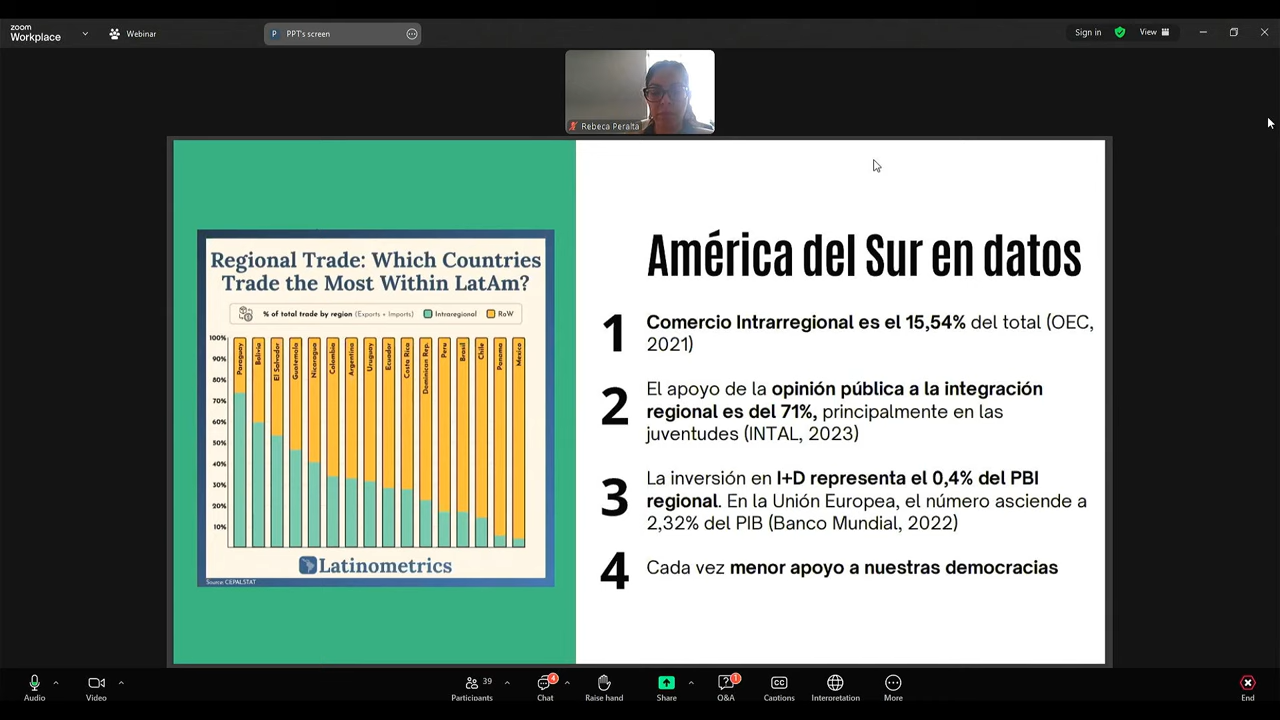 zoom
Workplace
Webinar
P PPT's screen
Sign in
View
Rebeca Peralta
Regional Trade: Which Countries
Trade the Most Within LatAm?
% of total trade by region (Exports + Imports) Intraregional RoW
100%
90%
80%
70%
60%
50%
40%
30%
20%
10%
Paraguay
Bolivia
El Salvador
Guatemala
Nicaragua
Colombia
Argentina
Uruguay
Ecuador
Costa Rica
Dominican Rep.
Peru
Brasil
Chile
Panama
Mexico
Latinometrics
Source: CEPALSTAT
América del Sur en datos
1
Comercio Intrarregional es el 15,54% del total (OEC,
2021)
2
El apoyo de la opinión pública a la integración
regional es del 71%, principalmente en las
juventudes (INTAL, 2023)
3
La inversión en I+D representa el 0,4% del PBI
regional. En la Unión Europea, el número asciende a
2,32% del PIB (Banco Mundial, 2022)
4
Cada vez menor apoyo a nuestras democracias
Audio
Video
39
Participants
4
Chat
Raise hand
Share
1
Q&A
CC
Captions
Interpretation
More
End